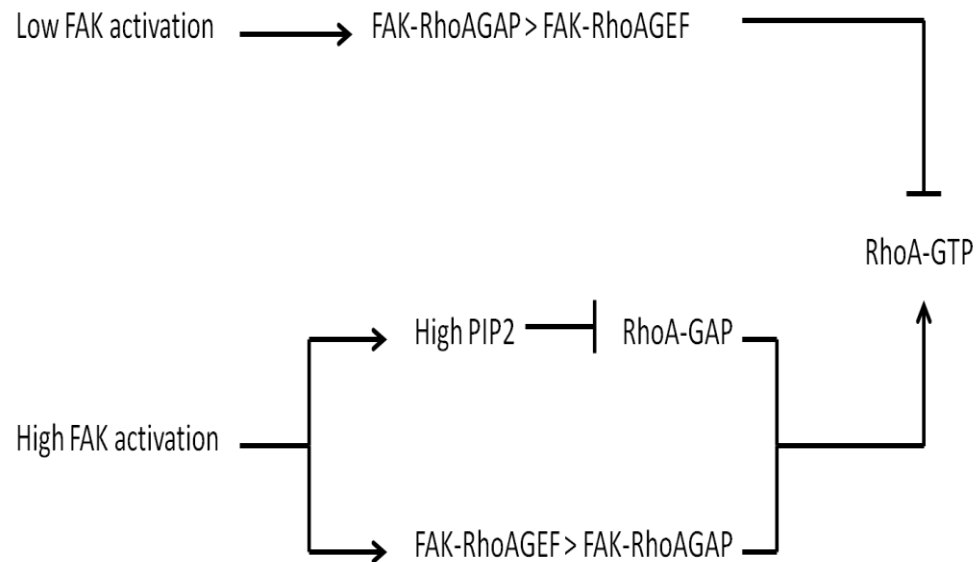 Low FAK activation
FAK-RhoAGAP > FAK-RhoAGEF
RhoA-GTP
High PIP2
RhoA-GAP
High FAK activation
FAK-RhoAGEF > FAK-RhoAGAP